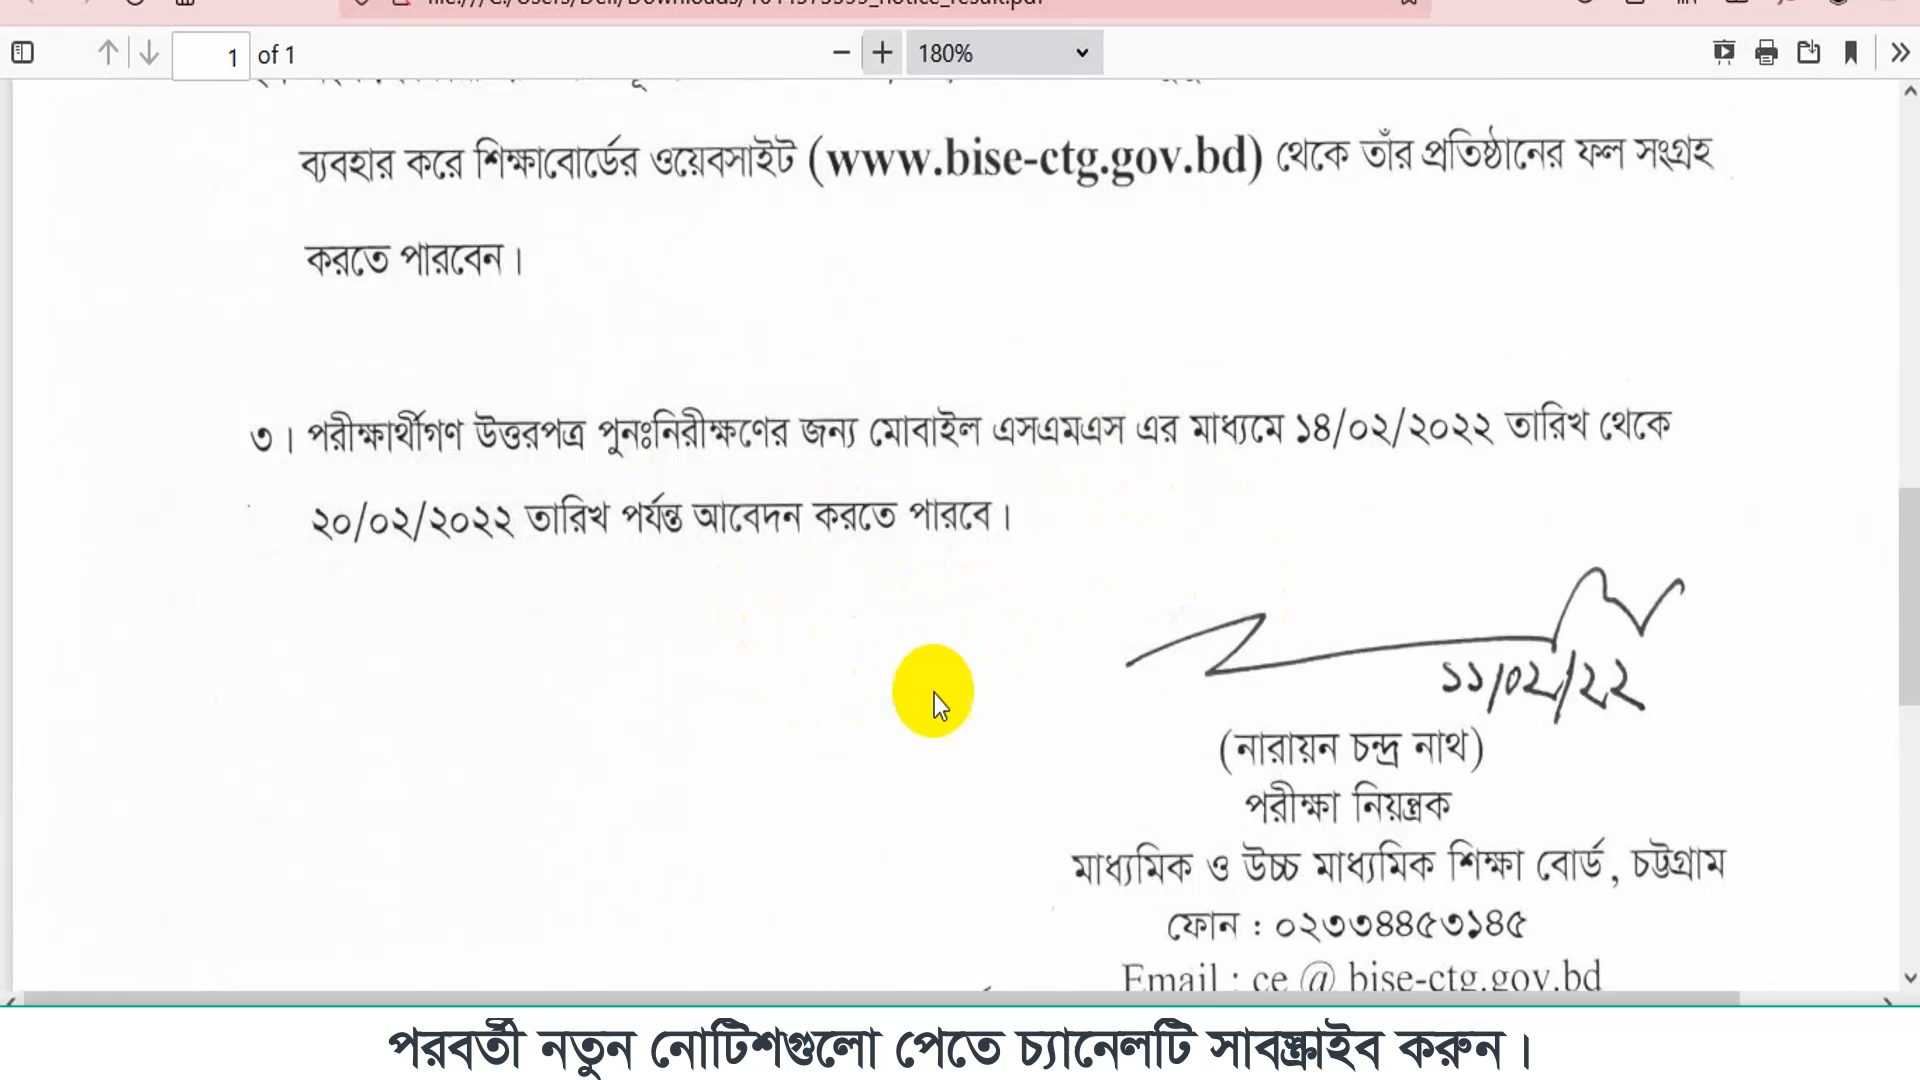 1 of 1
180%
ব্যবহার করে শিক্ষাবোর্ডের ওয়েবসাইট (www.bise-ctg.gov.bd) থেকে তাঁর প্রতিষ্ঠানের ফল সংগ্রহ
করতে পারবেন।
৩। পরীক্ষার্থীগণ উত্তরপত্র পুনঃনিরীক্ষণের জন্য মোবাইল এসএমএস এর মাধ্যমে ১৪/০২/২০২২ তারিখ থেকে
২০/০২/২০২২ তারিখ পর্যন্ত আবেদন করতে পারবে।
১১/০২/২২
(নারায়ন চন্দ্র নাথ)
পরীক্ষা নিয়ন্ত্রক
মাধ্যমিক ও উচ্চ মাধ্যমিক শিক্ষা বোর্ড, চট্টগ্রাম
ফোন : ০২৩৩৪৪৫৩১৪৫
Email : ce @ bise-ctg.gov.bd
পরবর্তী নতুন নোটিশগুলো পেতে চ্যানেলটি সাবস্ক্রাইব করুন।